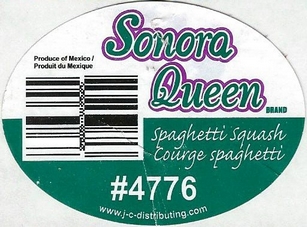 Sonora
Queen BRAND
Produce of Mexico /
Produit du Mexique
Spaghetti Squash
Courge spaghetti
#4776
www.j-c-distributing.com